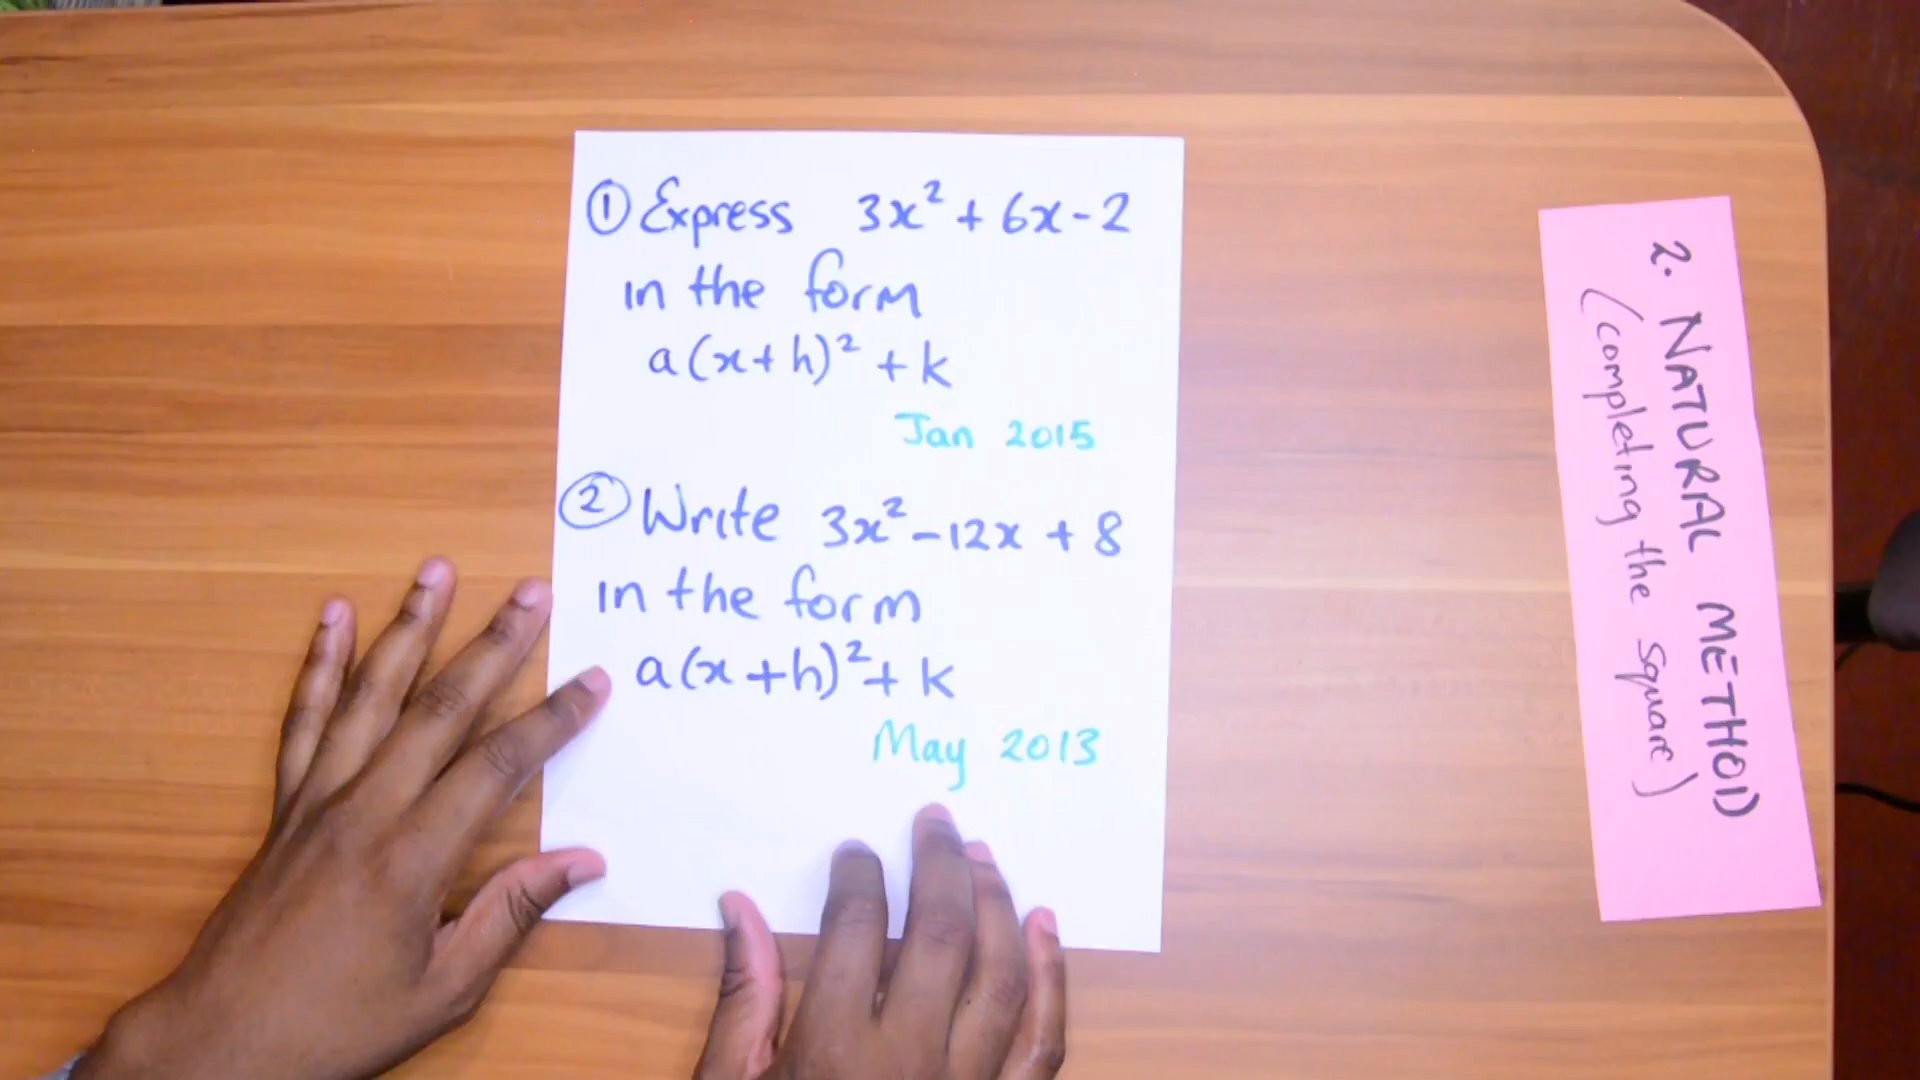 ① Express 3x² + 6x - 2
in the form
a(x+h)² + k
Jan 2015
② Write 3x² - 12x + 8
in the form
a(x+h)² + k
May 2013
2. NATURAL METHOD
(completing the square)